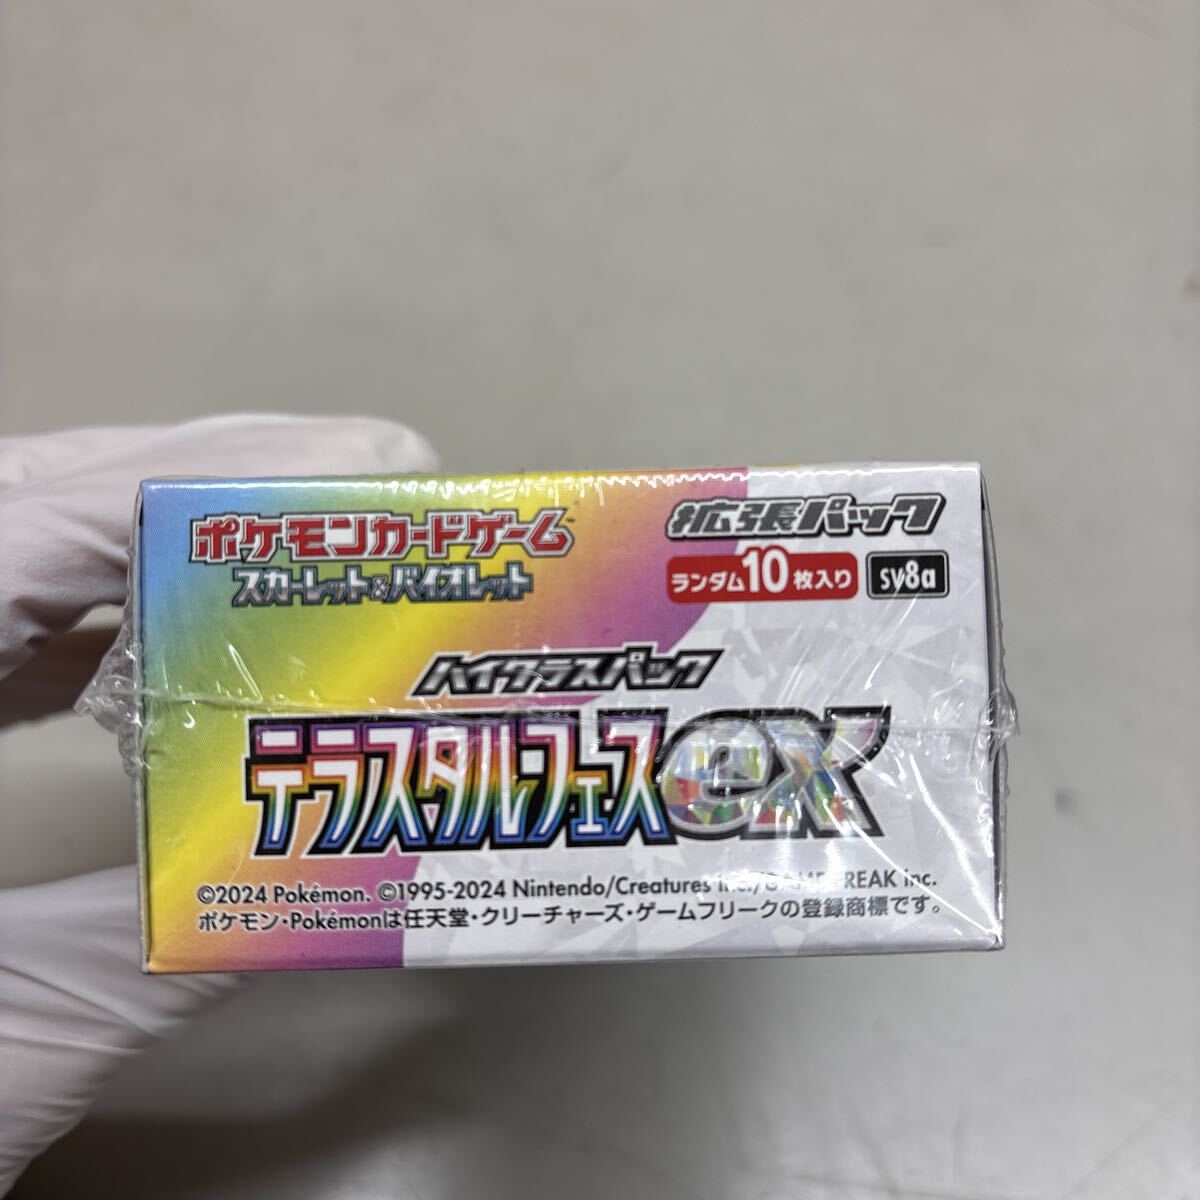 ポケモンカードゲーム™
スカーレット&バイオレット
拡張パック
ランダム10枚入り sv8a
ハイクラスパック
テラスタルフェスex
©2024 Pokémon. ©1995-2024 Nintendo/Creatures Inc./GAME FREAK inc.
ポケモン・Pokémonは任天堂・クリーチャーズ・ゲームフリークの登録商標です。